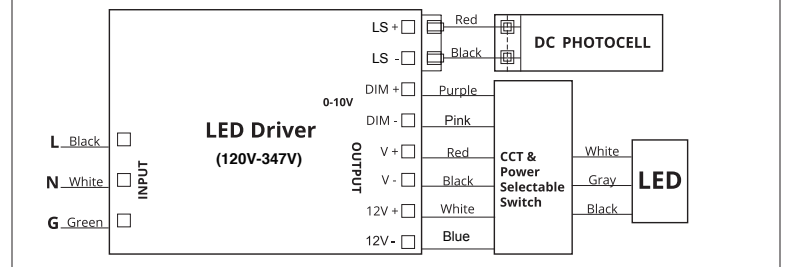 LS + Red
LS - Black
DC PHOTOCELL
DIM + Purple
0-10V
DIM - Pink
LED Driver
(120V-347V)
INPUT
OUTPUT
L Black
N White
G Green
V + Red
V - Black
12V + White
12V - Blue
CCT &
Power
Selectable
Switch
White
Gray
Black
LED